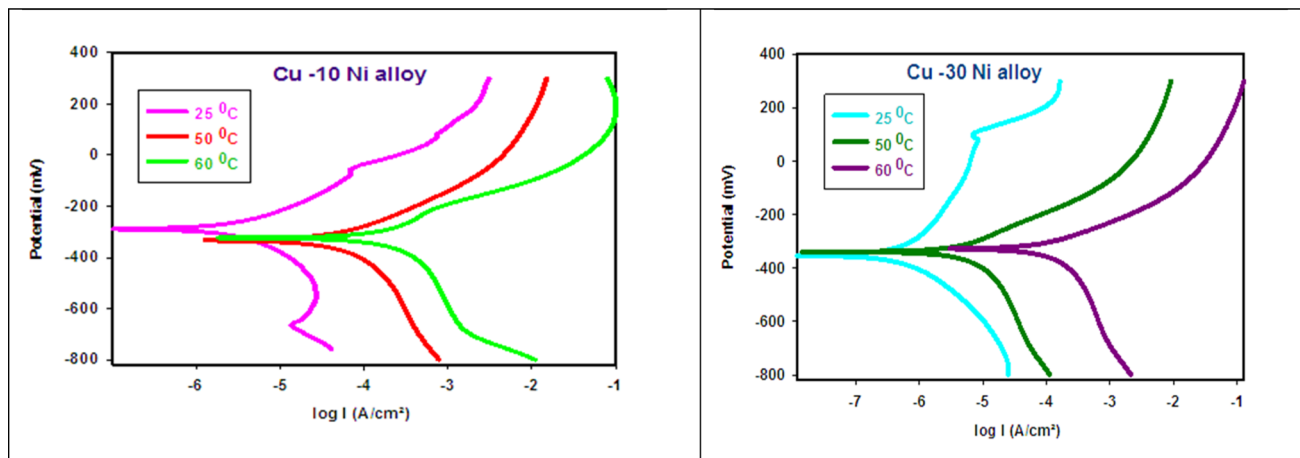 Cu -10 Ni alloy
25 ⁰C
50 ⁰C
60 ⁰C
400
200
0
-200
-400
-600
-800
Potential (mV)
-6
-5
-4
-3
-2
-1
log I (A/cm²)
Cu -30 Ni alloy
25 ⁰C
50 ⁰C
60 ⁰C
400
200
0
-200
-400
-600
-800
Potential (mV)
-7
-6
-5
-4
-3
-2
-1
log I (A/cm²)